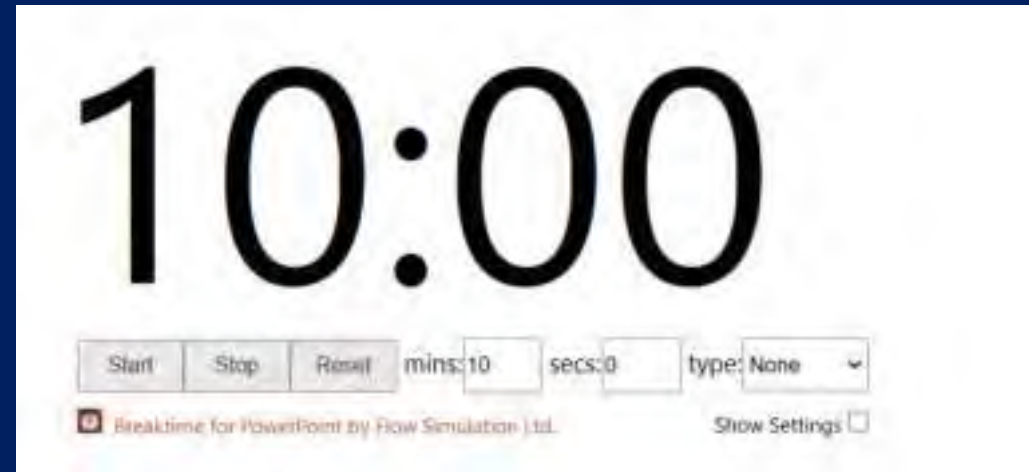 10:00
Start Stop Reset mins: 10 secs: 0 type: None
Breaktime for PowerPoint by Flow Simulation Ltd. Show Settings